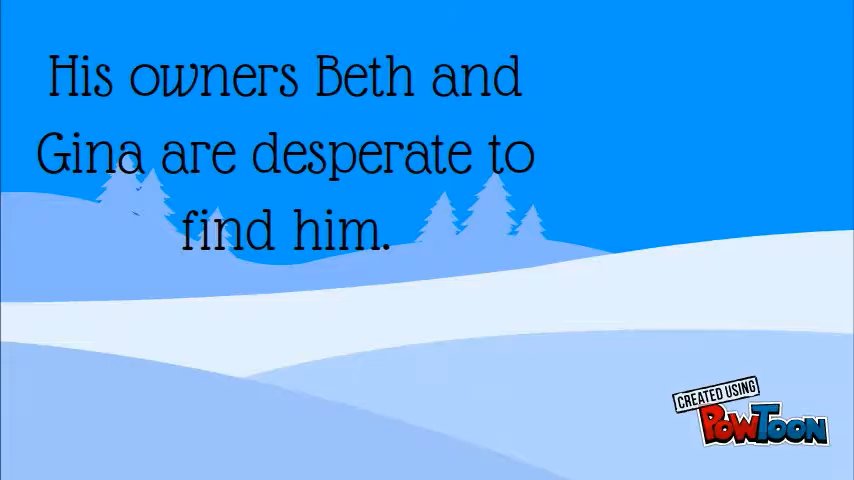 His owners Beth and
Gina are desperate to
find him.
CREATED USING
POWTOON